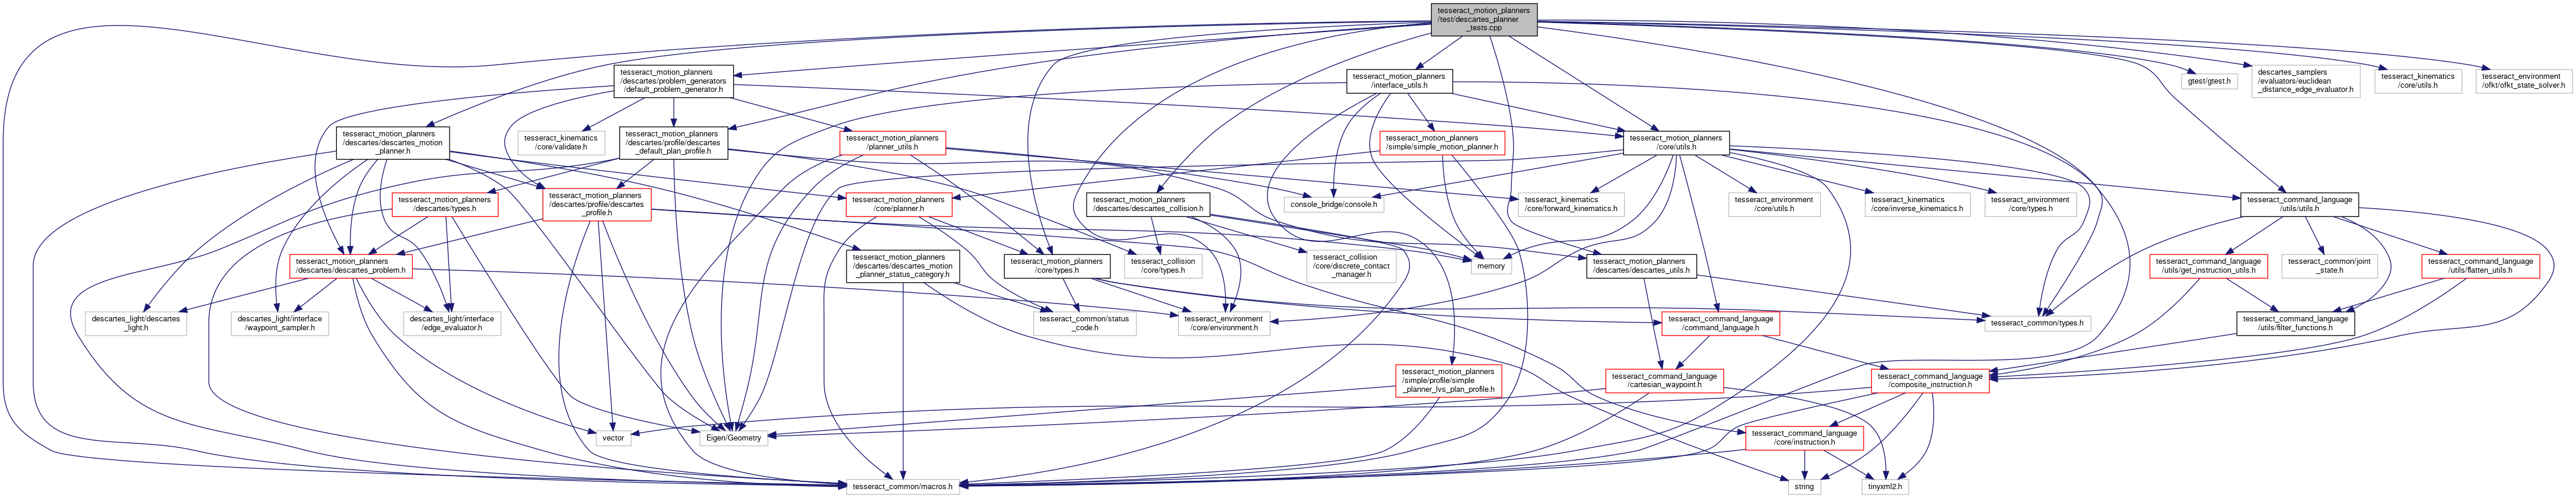 tesseract_motion_planners
/test/descartes_planner
_tests.cpp
tesseract_motion_planners
/descartes/problem_generators
/default_problem_generator.h
tesseract_motion_planners
/interface_utils.h
gtest/gtest.h
descartes_samplers
/evaluators/euclidean
_distance_edge_evaluator.h
tesseract_kinematics
/core/utils.h
tesseract_environment
/ofkt/ofkt_state_solver.h
tesseract_motion_planners
/descartes/descartes_motion
_planner.h
tesseract_kinematics
/core/validate.h
tesseract_motion_planners
/descartes/profile/descartes
_default_plan_profile.h
tesseract_motion_planners
/planner_utils.h
tesseract_motion_planners
/simple/simple_motion_planner.h
tesseract_motion_planners
/core/utils.h
tesseract_motion_planners
/descartes/types.h
tesseract_motion_planners
/descartes/profile/descartes
_profile.h
tesseract_motion_planners
/core/planner.h
tesseract_motion_planners
/descartes/descartes_collision.h
console_bridge/console.h
tesseract_kinematics
/core/forward_kinematics.h
tesseract_environment
/core/utils.h
tesseract_kinematics
/core/inverse_kinematics.h
tesseract_environment
/core/types.h
tesseract_command_language
/utils/utils.h
tesseract_motion_planners
/descartes/descartes_problem.h
tesseract_motion_planners
/descartes/descartes_motion
_planner_status_category.h
tesseract_motion_planners
/core/types.h
tesseract_collision
/core/types.h
tesseract_collision
/core/discrete_contact
_manager.h
memory
tesseract_motion_planners
/descartes/descartes_utils.h
tesseract_command_language
/utils/get_instruction_utils.h
tesseract_common/joint
_state.h
tesseract_command_language
/utils/flatten_utils.h
descartes_light/descartes
_light.h
descartes_light/interface
/waypoint_sampler.h
descartes_light/interface
/edge_evaluator.h
tesseract_common/status
_code.h
tesseract_environment
/core/environment.h
tesseract_command_language
/command_language.h
tesseract_common/types.h
tesseract_command_language
/utils/filter_functions.h
tesseract_motion_planners
/simple/profile/simple
_planner_lvs_plan_profile.h
tesseract_command_language
/cartesian_waypoint.h
tesseract_command_language
/composite_instruction.h
vector
Eigen/Geometry
tesseract_command_language
/core/instruction.h
tesseract_common/macros.h
string
tinyxml2.h